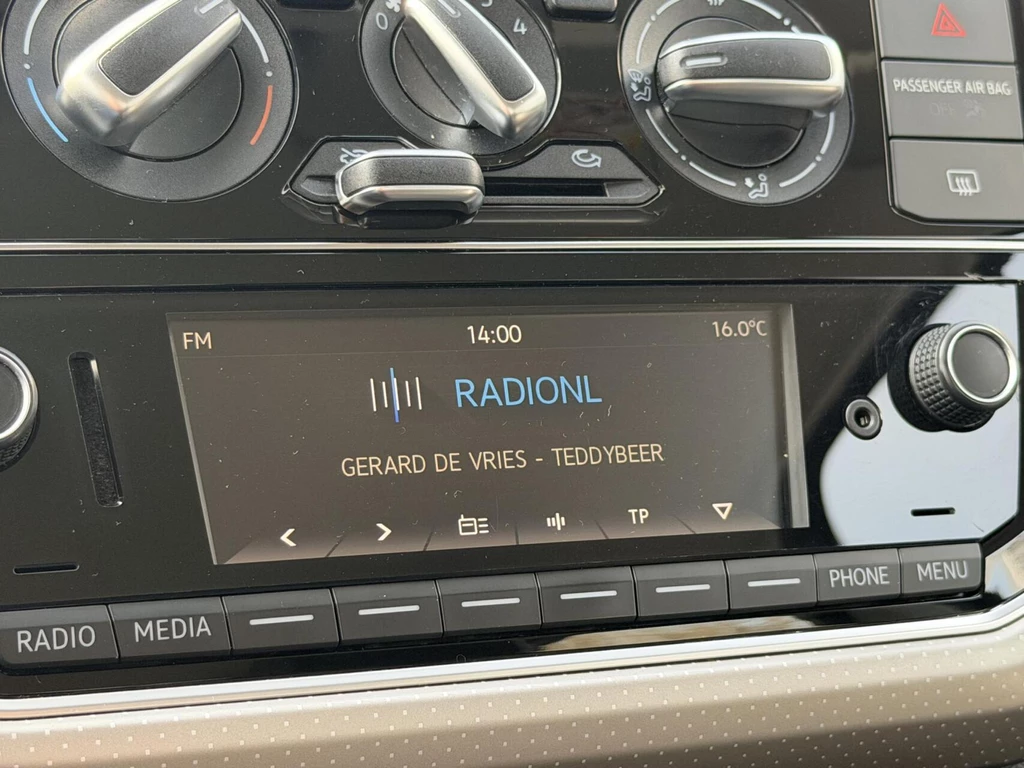 0
4
PASSENGER AIR BAG
OFF
FM 14:00 16.0°C
RADIONL
GERARD DE VRIES - TEDDYBEER
TP
RADIO MEDIA PHONE MENU